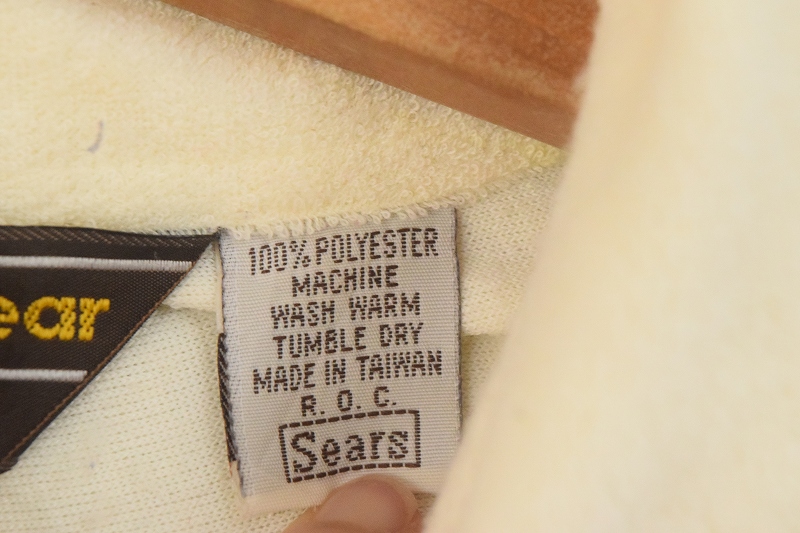 ear
100% POLYESTER
MACHINE
WASH WARM
TUMBLE DRY
MADE IN TAIWAN
R. O. C.
Sears